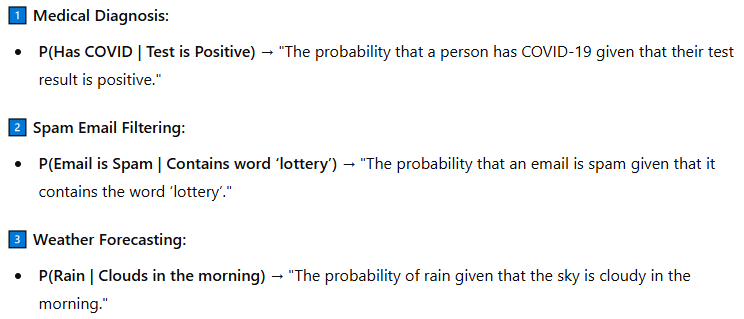 1 Medical Diagnosis:
• P(Has COVID | Test is Positive) → "The probability that a person has COVID-19 given that their test
result is positive."
2 Spam Email Filtering:
• P(Email is Spam | Contains word ‘lottery’) → "The probability that an email is spam given that it
contains the word ‘lottery’."
3 Weather Forecasting:
• P(Rain | Clouds in the morning) → "The probability of rain given that the sky is cloudy in the
morning."